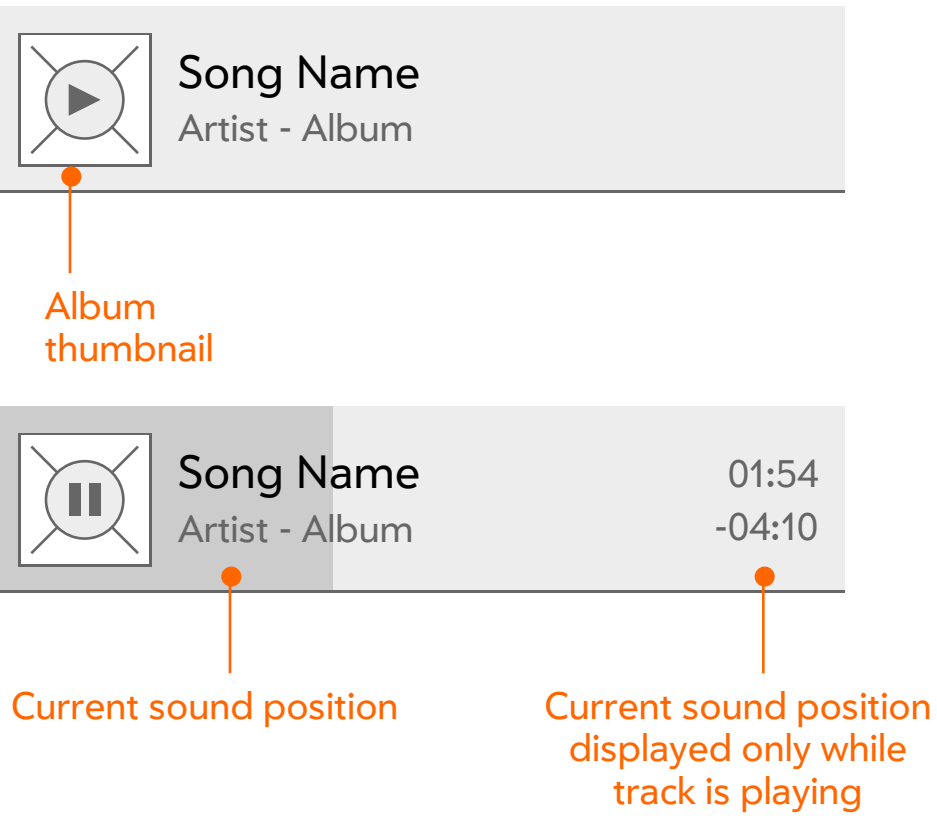 Song Name
Artist - Album
Album
thumbnail
Song Name
Artist - Album
01:54
-04:10
Current sound position
Current sound position
displayed only while
track is playing